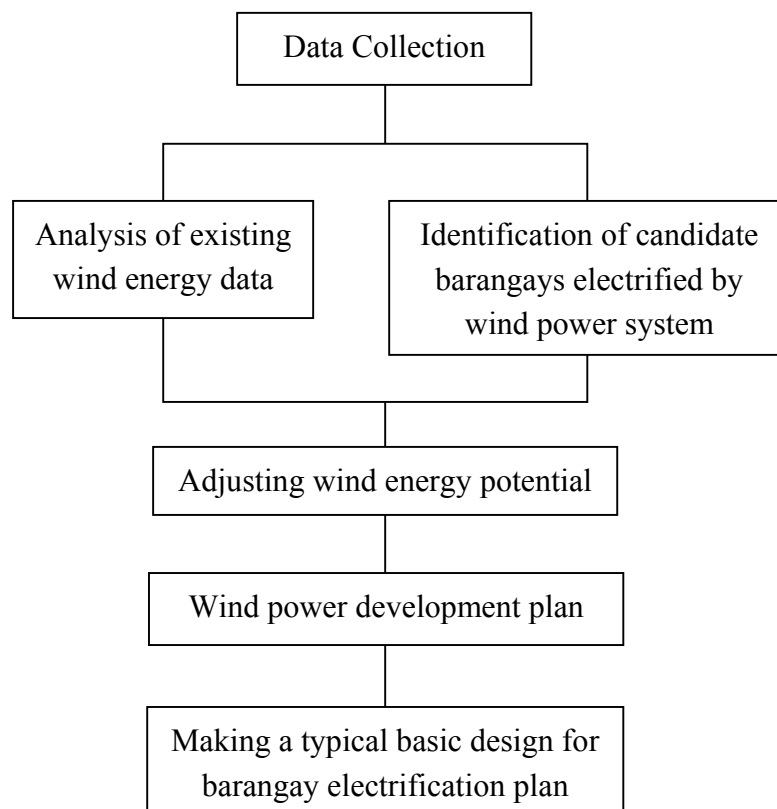 Data Collection
Analysis of existing
wind energy data
Identification of candidate
barangays electrified by
wind power system
Adjusting wind energy potential
Wind power development plan
Making a typical basic design for
barangay electrification plan